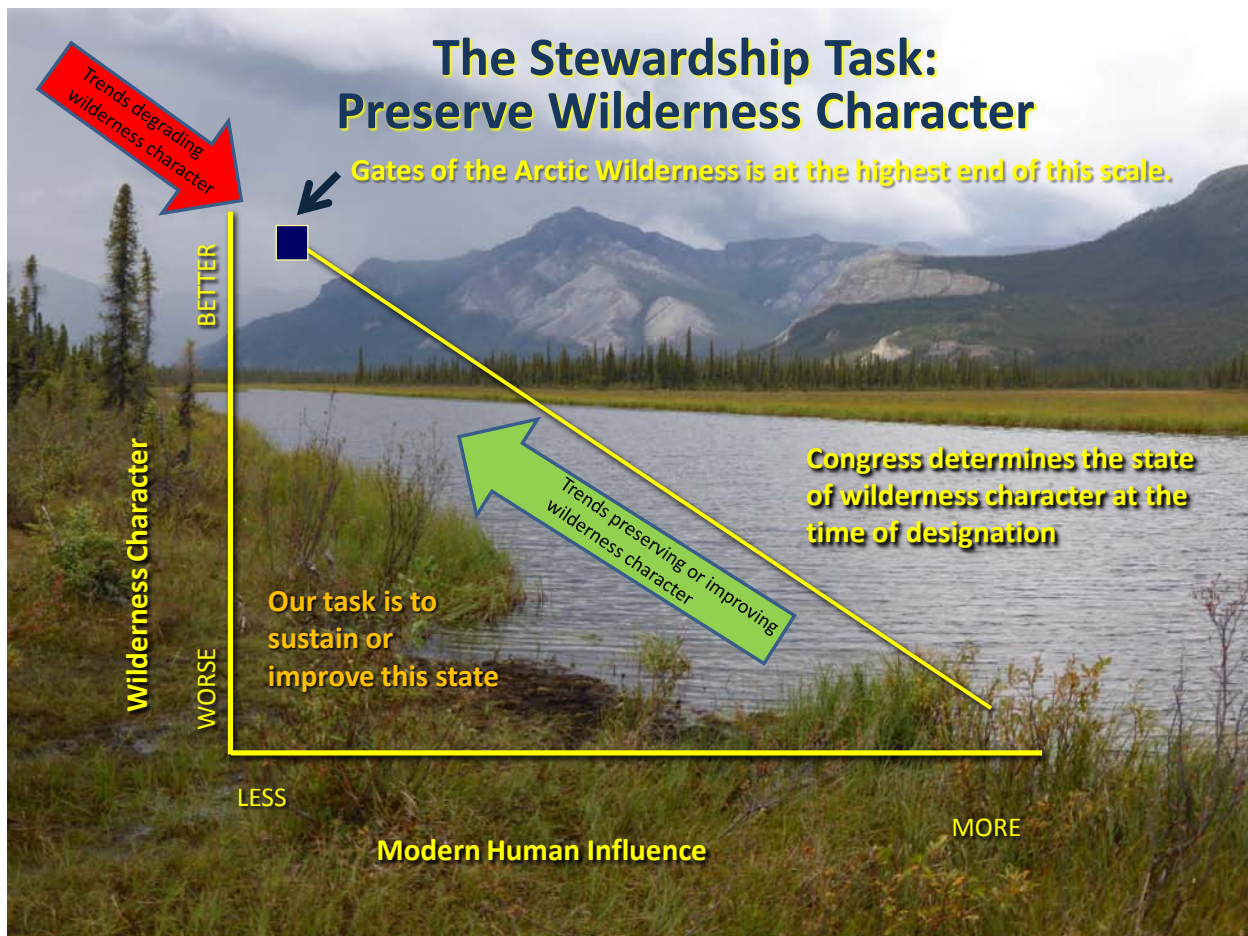 The Stewardship Task:
Preserve Wilderness Character
Trends degrading
wilderness character
Gates of the Arctic Wilderness is at the highest end of this scale.
BETTER
Wilderness Character
WORSE
Congress determines the state
of wilderness character at the
time of designation
Trends preserving or improving
wilderness character
Our task is to
sustain or
improve this state
LESS
MORE
Modern Human Influence